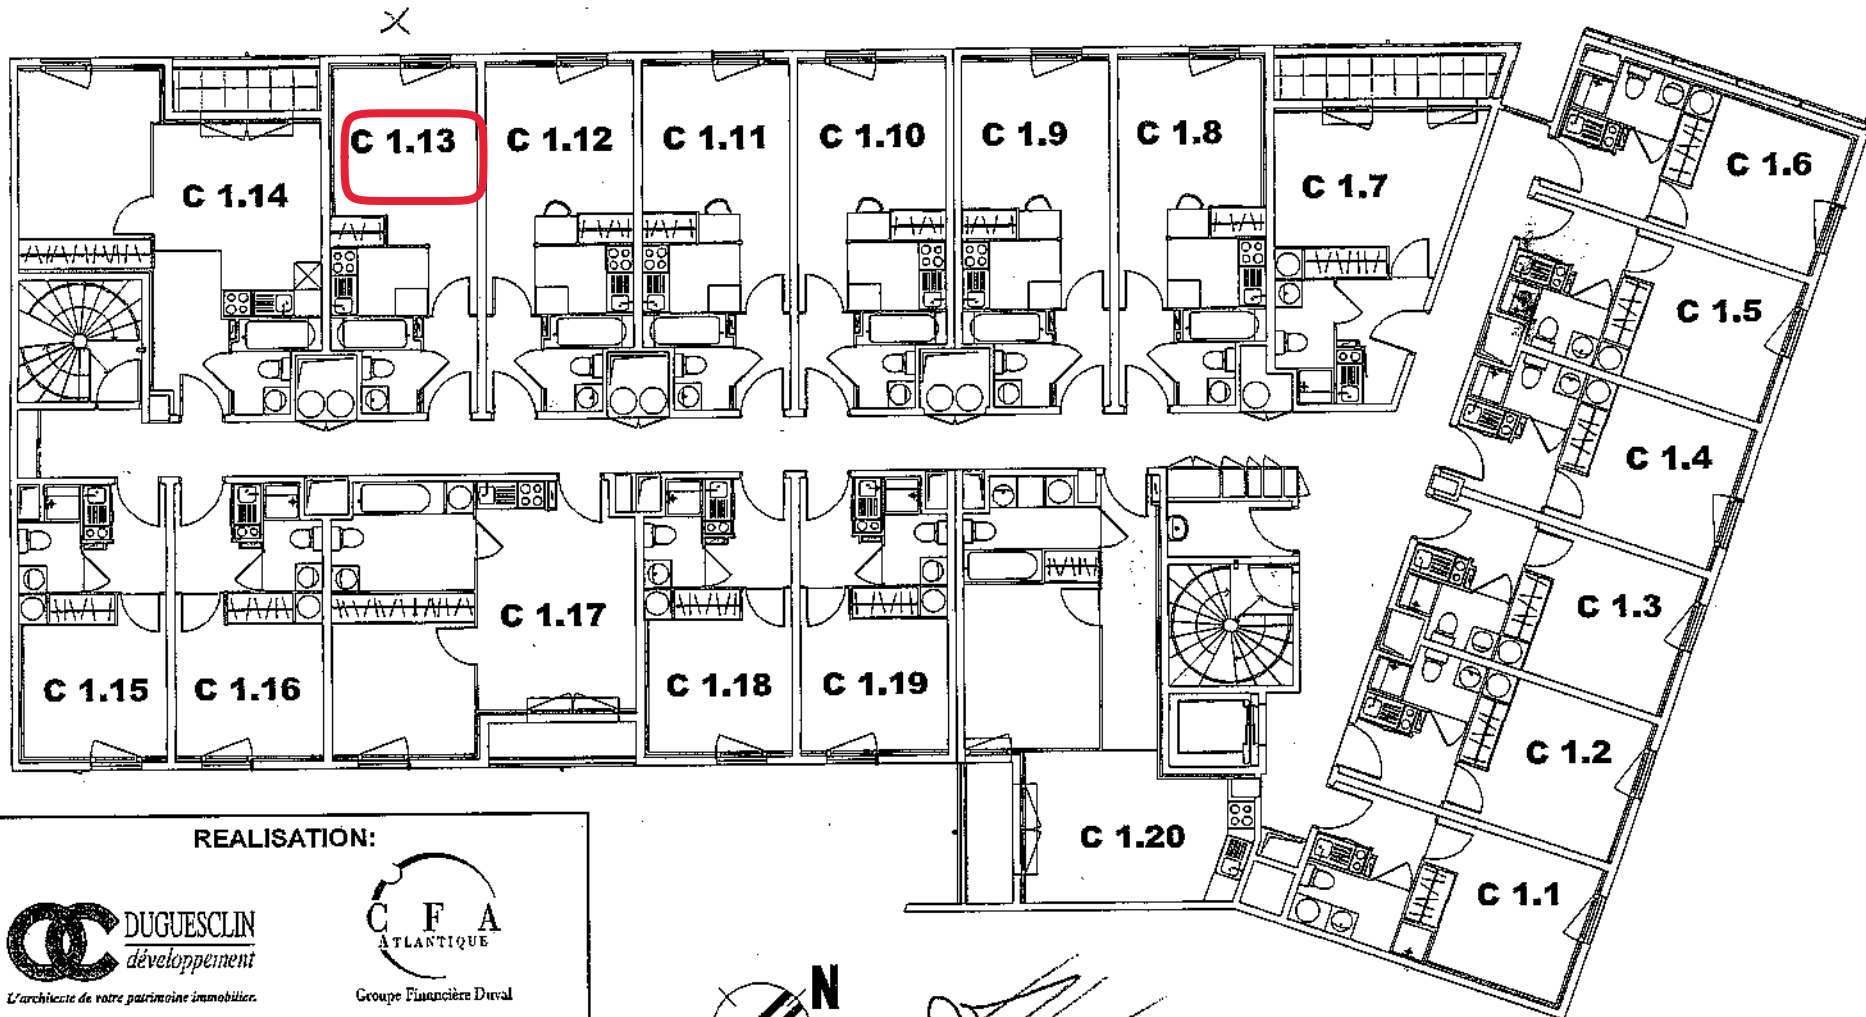 C 1.13
C 1.12
C 1.11
C 1.10
C 1.9
C 1.8
C 1.7
C 1.6
C 1.14
C 1.5
C 1.4
C 1.3
C 1.17
C 1.15
C 1.16
C 1.18
C 1.19
C 1.2
C 1.20
C 1.1
REALISATION:
DUGUESCLIN
développement
L'architecte de votre patrimoine immobilier.
C F A
ATLANTIQUE
Groupe Financière Duval
N